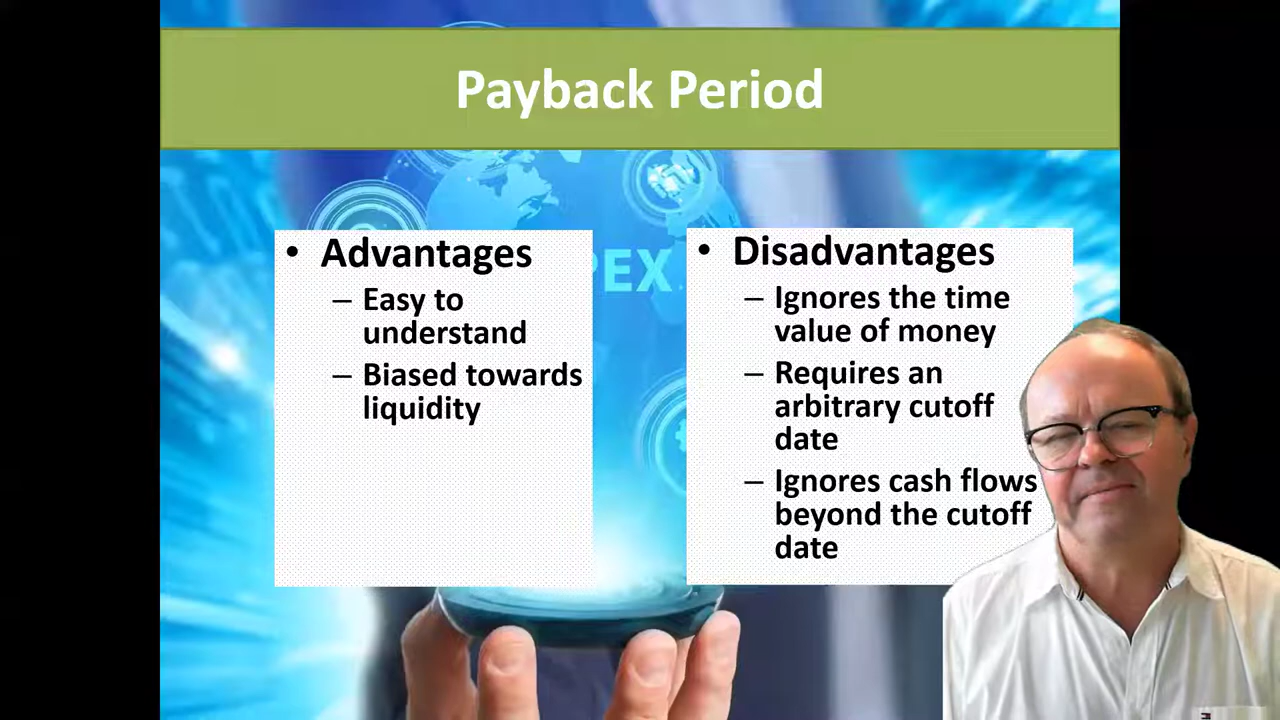 Payback Period
• Advantages
– Easy to
understand
– Biased towards
liquidity
PEX
• Disadvantages
– Ignores the time
value of money
– Requires an
arbitrary cutoff
date
– Ignores cash flows
beyond the cutoff
date